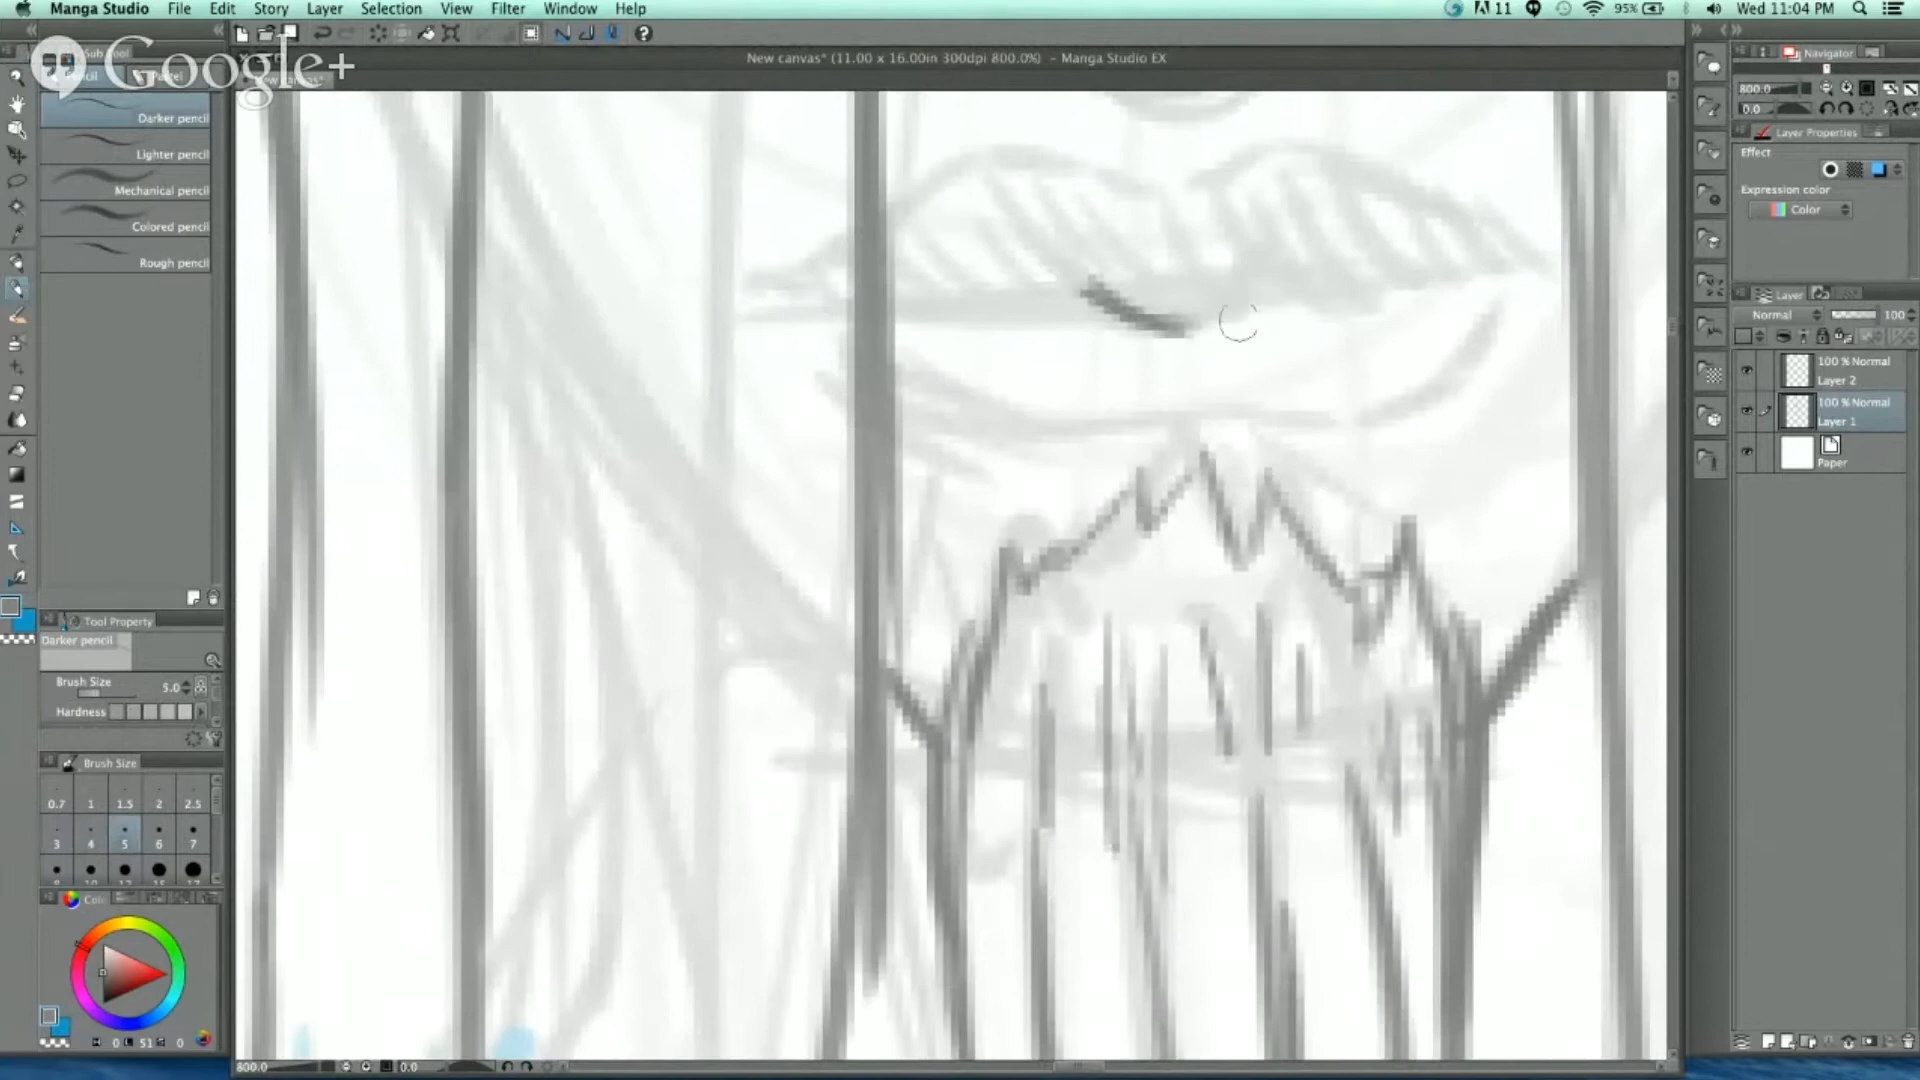 Manga Studio File Edit Story Layer Selection View Filter Window Help
11 95% Wed 11:04 PM
Google+
New canvas* (11.00 x 16.00in 300dpi 800.0%) - Manga Studio EX
Darker pencil
Lighter pencil
Mechanical pencil
Colored pencil
Rough pencil
Tool Property
Darker pencil
Brush Size 5.0
Hardness
Brush Size
0.7 1 1.5 2 2.5
3 4 5 6 7
0 51 0
800.0 0.0
Navigator
800.0
0.0
Layer Properties
Effect
Expression color
Color
Layer
Normal 100
100 % Normal
Layer 2
100 % Normal
Layer 1
Paper